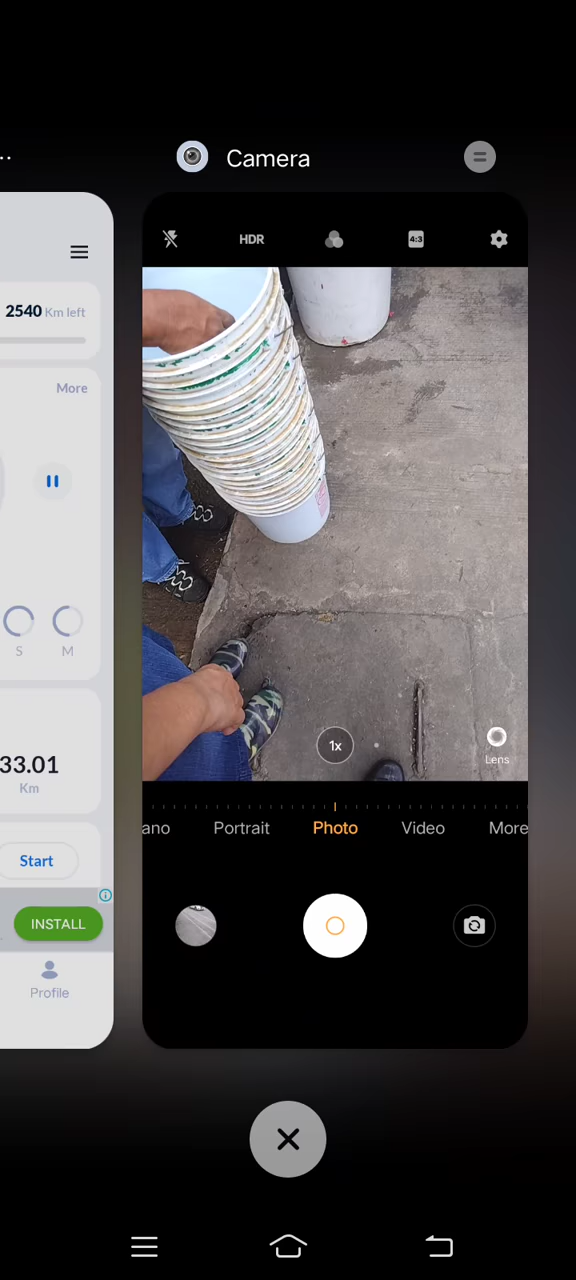 ..
Camera
2540 Km left
More
S M
33.01
Km
Start
INSTALL
Profile
HDR
4:3
1x
Lens
ano Portrait Photo Video More